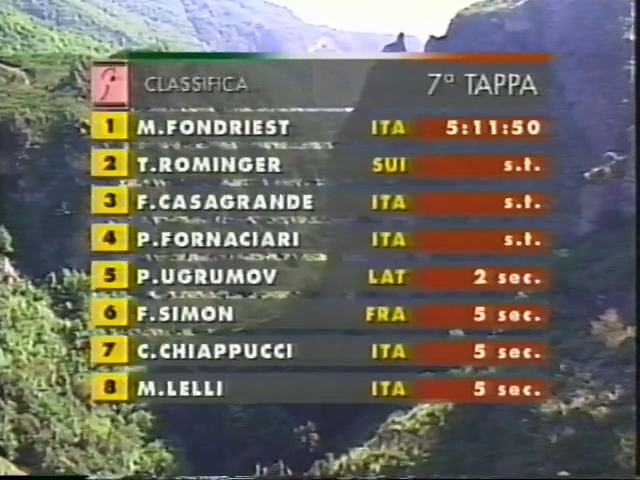 CLASSIFICA 7ª TAPPA
1 M.FONDRIEST ITA 5:11:50
2 T.ROMINGER SUI s.t.
3 F.CASAGRANDE ITA s.t.
4 P.FORNACIARI ITA s.t.
5 P.UGRUMOV LAT 2 sec.
6 F.SIMON FRA 5 sec.
7 C.CHIAPPUCCI ITA 5 sec.
8 M.LELLI ITA 5 sec.